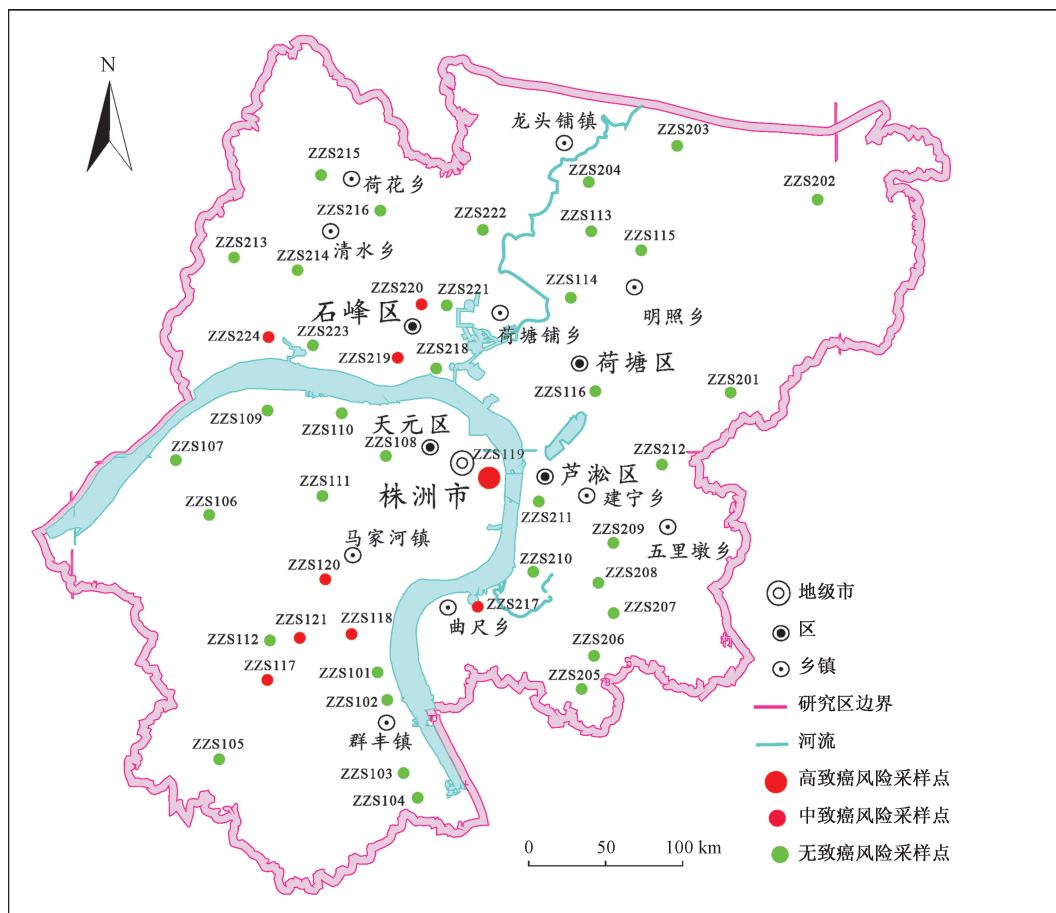 N
龙头铺镇
ZZS203
ZZS215
ZZS204
ZZS202
荷花乡
ZZS216
ZZS222
ZZS113
ZZS115
清水乡
ZZS213
ZZS214
ZZS114
ZZS220
ZZS221
石峰区
荷塘铺乡
明照乡
ZZS224
ZZS223
ZZS219
ZZS218
荷塘区
ZZS116
ZZS201
ZZS109
ZZS110
天元区
ZZS107
ZZS108
ZZS119
ZZS212
芦淞区
株洲市
建宁乡
ZZS111
ZZS106
ZZS211
马家河镇
ZZS209
五里墩乡
ZZS120
ZZS210
ZZS208
地级市
ZZS217
ZZS207
曲尺乡
ZZS121
ZZS118
区
ZZS112
ZZS206
ZZS117
ZZS101
乡镇
ZZS205
ZZS102
研究区边界
群丰镇
河流
ZZS105
ZZS103
高致癌风险采样点
ZZS104
中致癌风险采样点
0 50 100 km
无致癌风险采样点